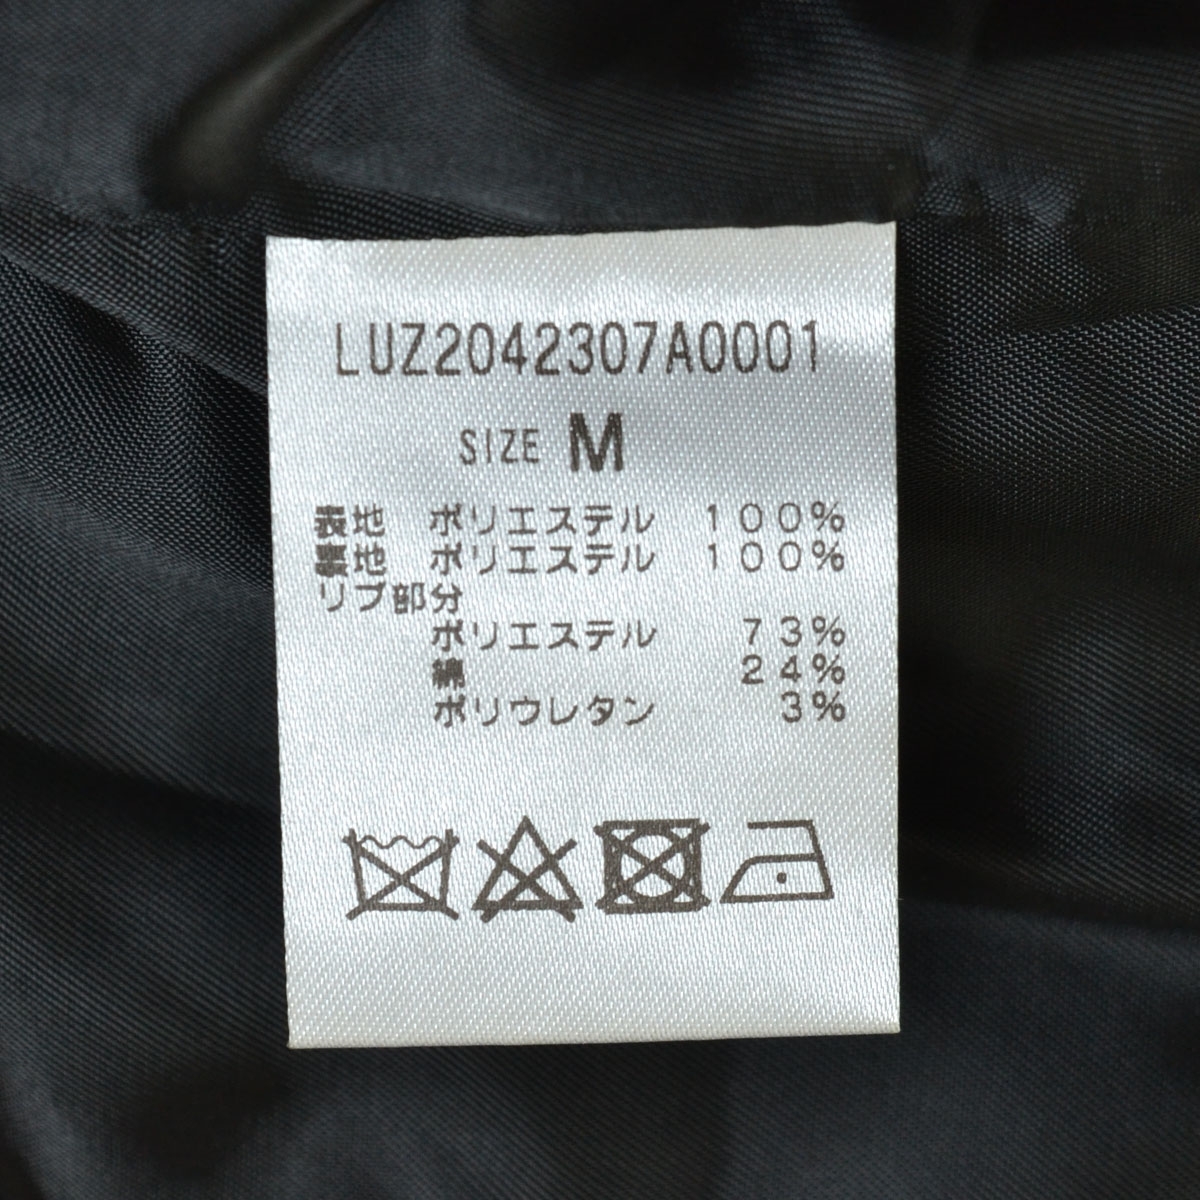 LUZ2042307A0001
SIZE M
表地 ポリエステル 100%
裏地 ポリエステル 100%
リブ部分
ポリエステル 73%
綿 24%
ポリウレタン 3%